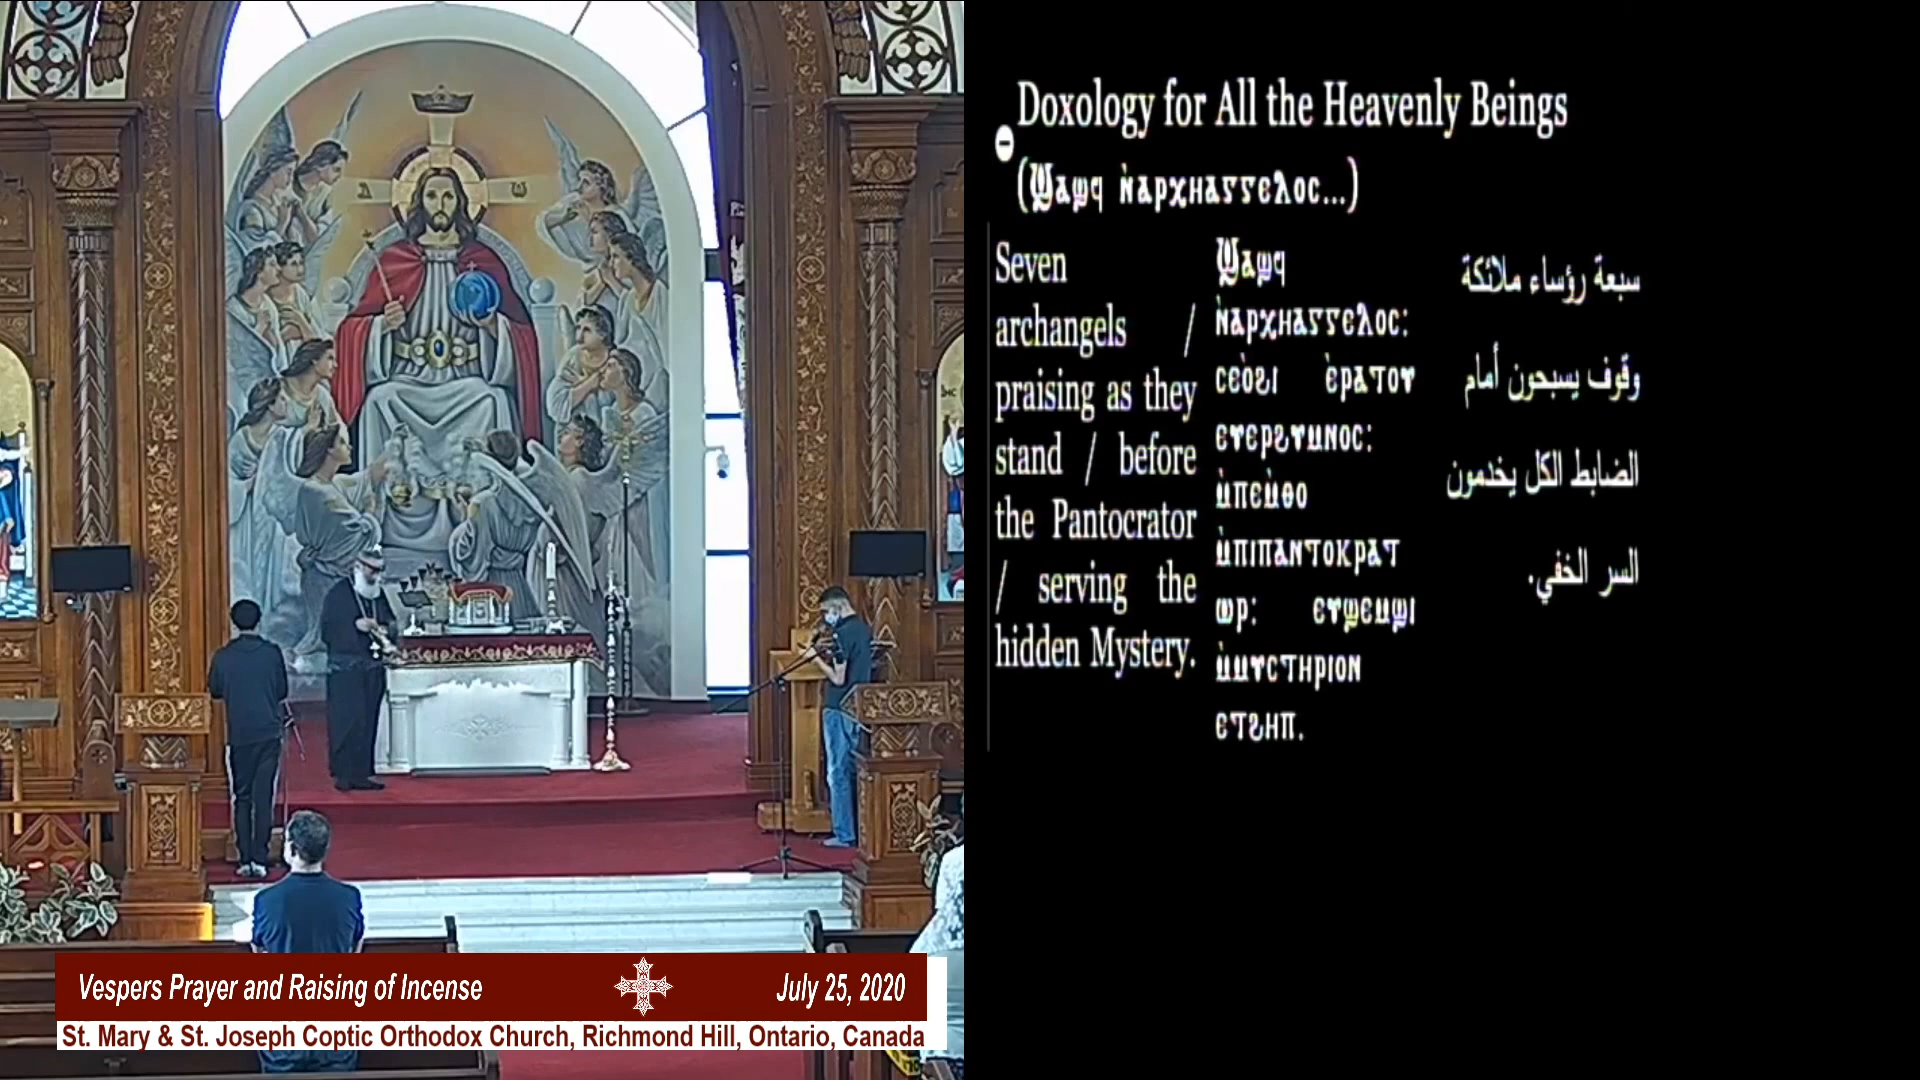 Doxology for All the Heavenly Beings
(Ϣⲁϣϥ ⲛ̀ⲁⲣⲭⲏⲁⲅⲅⲉⲗⲟⲥ...)
Seven
archangels /
praising as they
stand / before
the Pantocrator
/ serving the
hidden Mystery.
Ϣⲁϣϥ
ⲛ̀ⲁⲣⲭⲏⲁⲅⲅⲉⲗⲟⲥ:
ⲥⲉⲟ̀ϩⲓ ⲉ̀ⲣⲁⲧⲟⲩ
ⲉⲩⲉⲣϩⲩⲙⲛⲟⲥ:
ⲙ̀ⲡⲉⲙ̀ⲑⲟ
ⲙ̀ⲡⲓⲡⲁⲛⲧⲟⲕⲣⲁⲧ
ⲱⲣ: ⲉⲩϣⲉⲙϣⲓ
ⲙ̀ⲙⲩⲥⲧⲏⲣⲓⲟⲛ
ⲉⲧϩⲏⲡ.
سبعة رؤساء ملائكة
وقوف يسبحون أمام
الضابط الكل يخدمون
السر الخفي.
Vespers Prayer and Raising of Incense July 25, 2020
St. Mary & St. Joseph Coptic Orthodox Church, Richmond Hill, Ontario, Canada